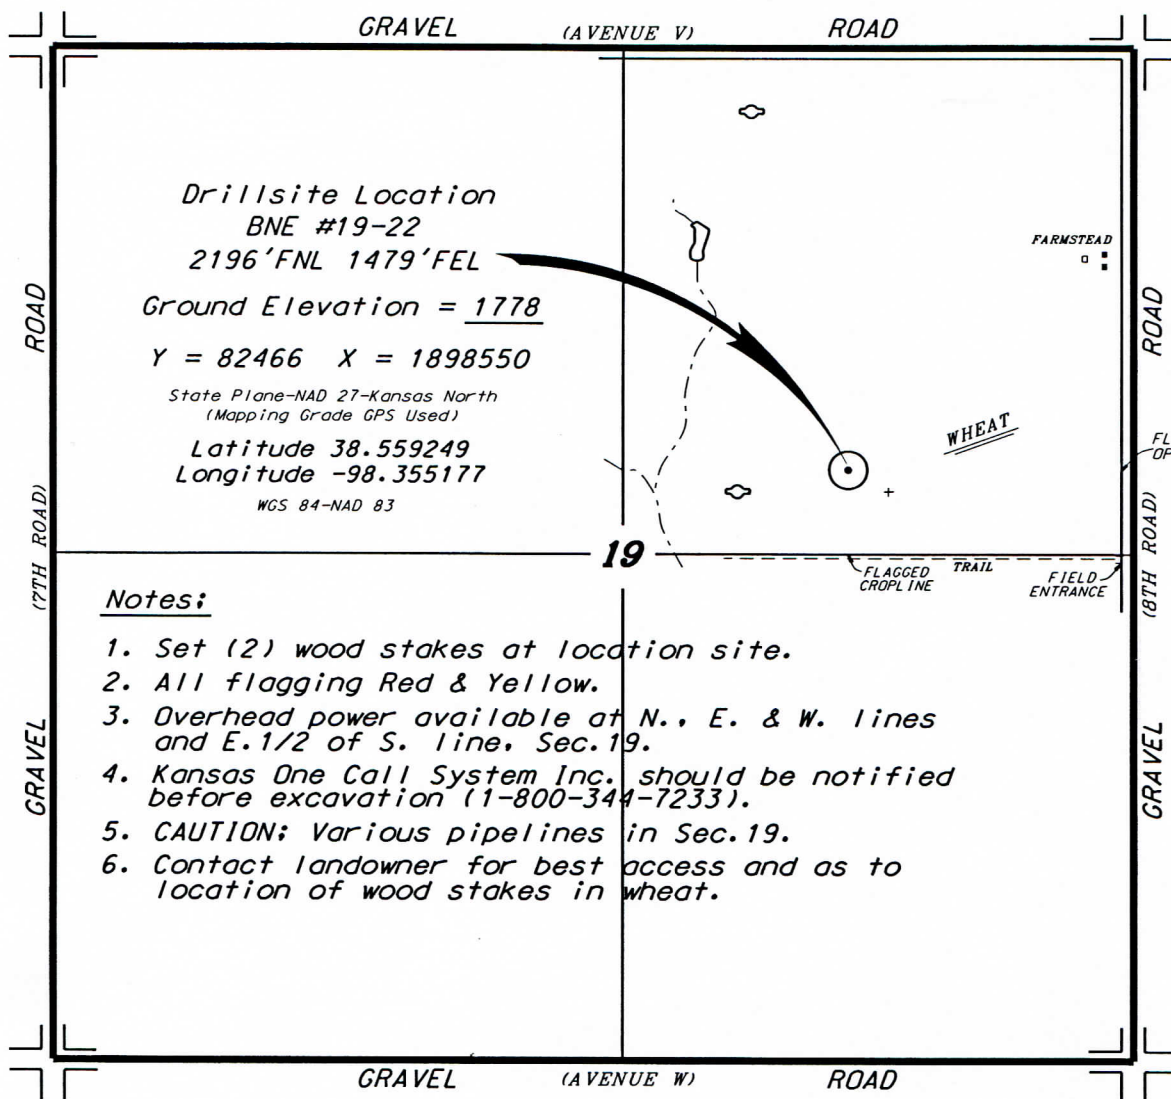 GRAVEL (AVENUE V) ROAD
Drillsite Location
BNE #19-22
2196'FNL 1479'FEL
Ground Elevation = 1778
Y = 82466 X = 1898550
State Plane-NAD 27-Kansas North
(Mapping Grade GPS Used)
Latitude 38.559249
Longitude -98.355177
WGS 84-NAD 83
FARMSTEAD
WHEAT
FL
OP
19
FLAGGED
CROPLINE
TRAIL
FIELD
ENTRANCE
ROAD
(7TH ROAD)
GRAVEL
ROAD
(8TH ROAD)
GRAVEL
Notes:
1. Set (2) wood stakes at location site.
2. All flagging Red & Yellow.
3. Overhead power available at N., E. & W. lines
and E.1/2 of S. line, Sec.19.
4. Kansas One Call System Inc. should be notified
before excavation (1-800-344-7233).
5. CAUTION: Various pipelines in Sec.19.
6. Contact landowner for best access and as to
location of wood stakes in wheat.
GRAVEL (AVENUE W) ROAD